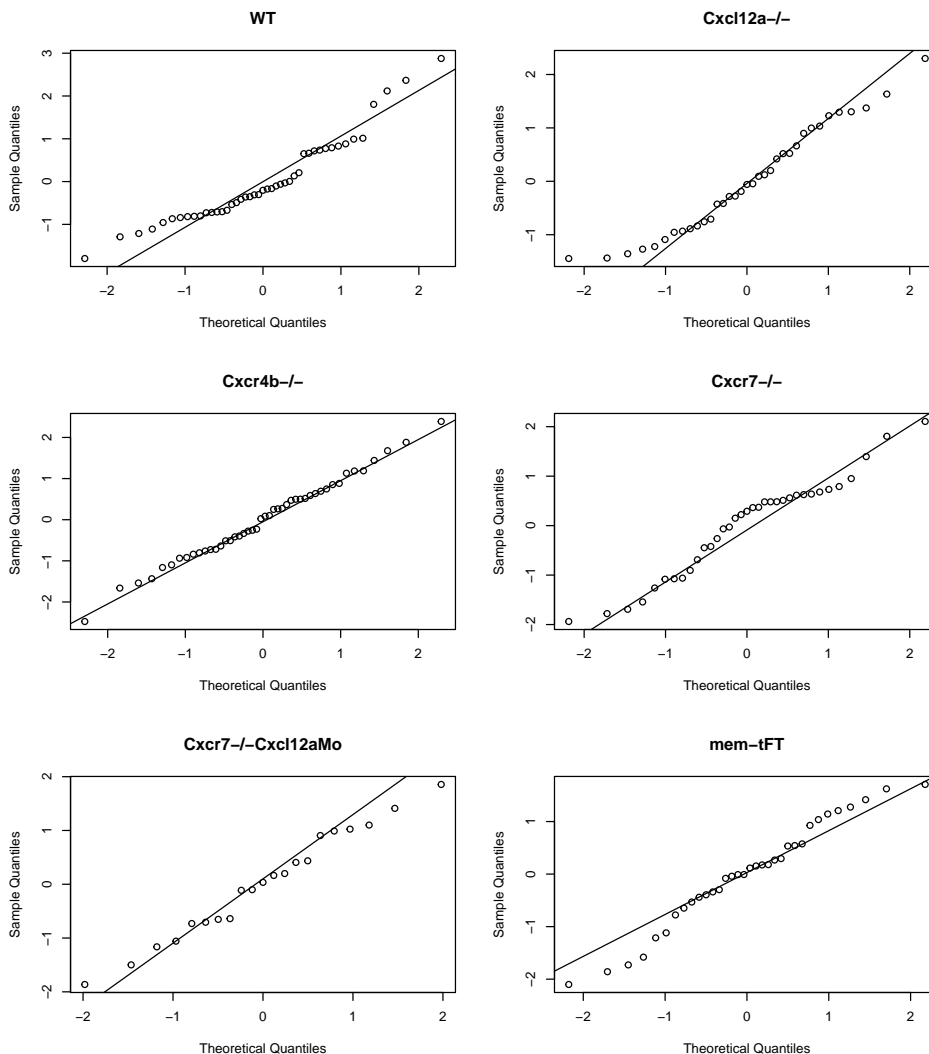 WT
Sample Quantiles
3
2
1
0
−1
−2 −1 0 1 2
Theoretical Quantiles
Cxcl12a−/−
Sample Quantiles
2
1
0
−1
−2 −1 0 1 2
Theoretical Quantiles
Cxcr4b−/−
Sample Quantiles
2
1
0
−1
−2
−2 −1 0 1 2
Theoretical Quantiles
Cxcr7−/−
Sample Quantiles
2
1
0
−1
−2
−2 −1 0 1 2
Theoretical Quantiles
Cxcr7−/−Cxcl12aMo
Sample Quantiles
2
1
0
−1
−2
−2 −1 0 1 2
Theoretical Quantiles
mem−tFT
Sample Quantiles
1
0
−1
−2
−2 −1 0 1 2
Theoretical Quantiles